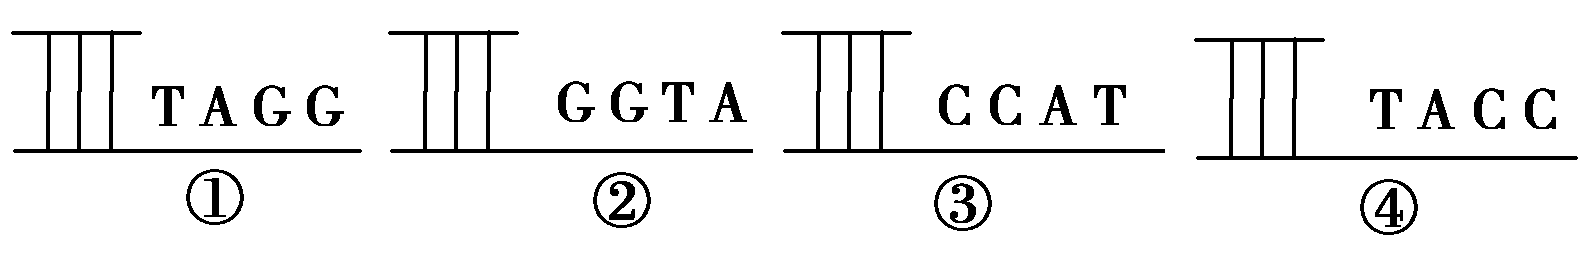 TAGG GGTA CCAT TACC
① ② ③ ④